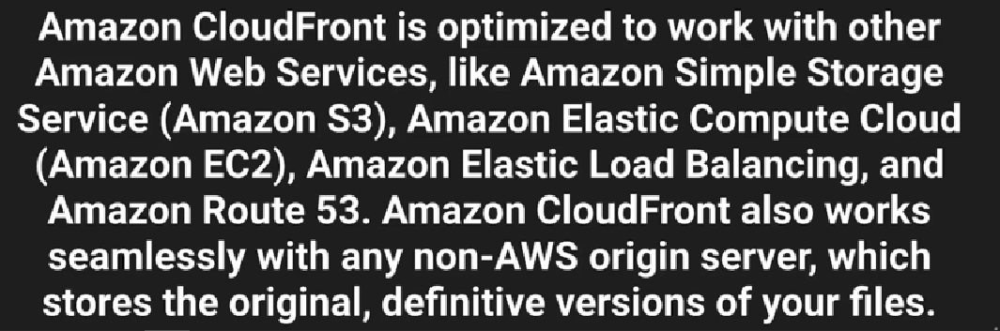 Amazon CloudFront is optimized to work with other
Amazon Web Services, like Amazon Simple Storage
Service (Amazon S3), Amazon Elastic Compute Cloud
(Amazon EC2), Amazon Elastic Load Balancing, and
Amazon Route 53. Amazon CloudFront also works
seamlessly with any non-AWS origin server, which
stores the original, definitive versions of your files.